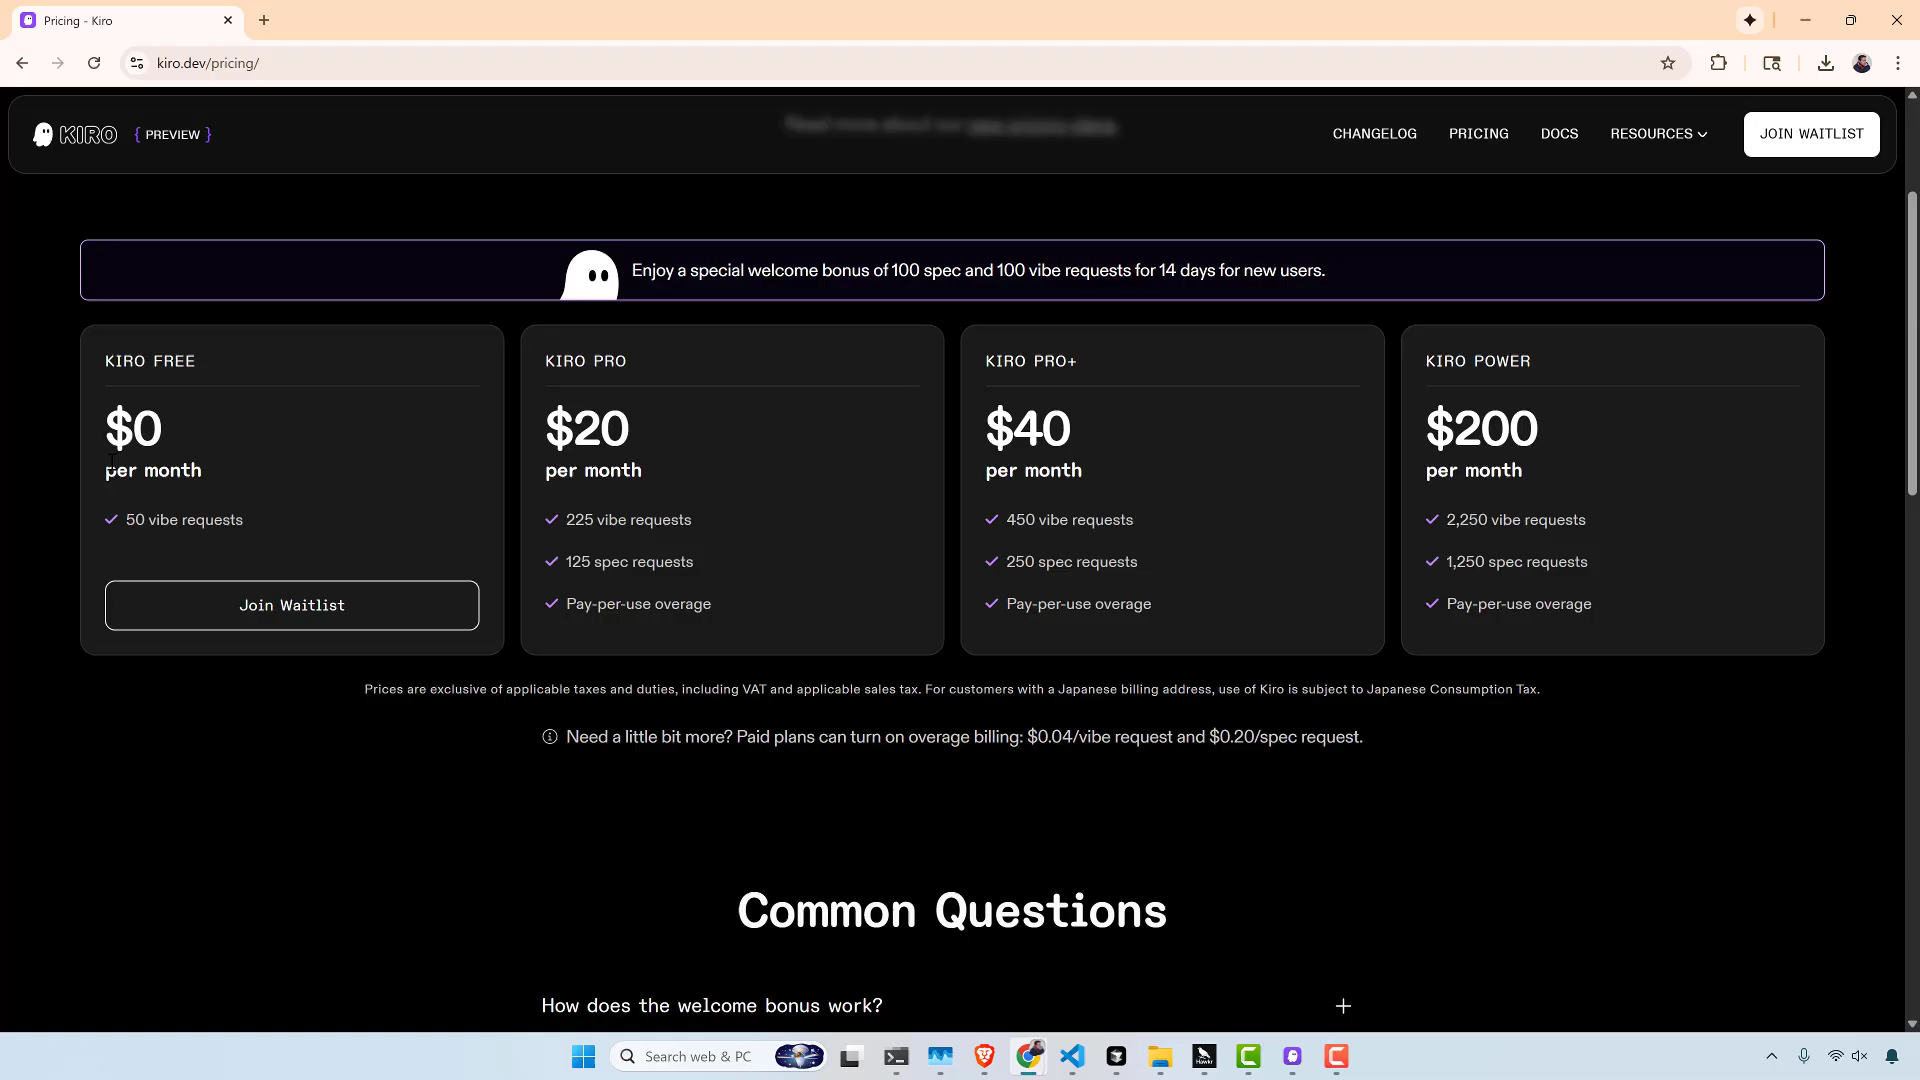 Pricing - Kiro
kiro.dev/pricing/
KIRO { PREVIEW }
Read more about our new pricing plans.
CHANGELOG PRICING DOCS RESOURCES JOIN WAITLIST
Enjoy a special welcome bonus of 100 spec and 100 vibe requests for 14 days for new users.
KIRO FREE
$0
per month
50 vibe requests
Join Waitlist
KIRO PRO
$20
per month
225 vibe requests
125 spec requests
Pay-per-use overage
KIRO PRO+
$40
per month
450 vibe requests
250 spec requests
Pay-per-use overage
KIRO POWER
$200
per month
2,250 vibe requests
1,250 spec requests
Pay-per-use overage
Prices are exclusive of applicable taxes and duties, including VAT and applicable sales tax. For customers with a Japanese billing address, use of Kiro is subject to Japanese Consumption Tax.
Need a little bit more? Paid plans can turn on overage billing: $0.04/vibe request and $0.20/spec request.
Common Questions
How does the welcome bonus work?
Search web & PC